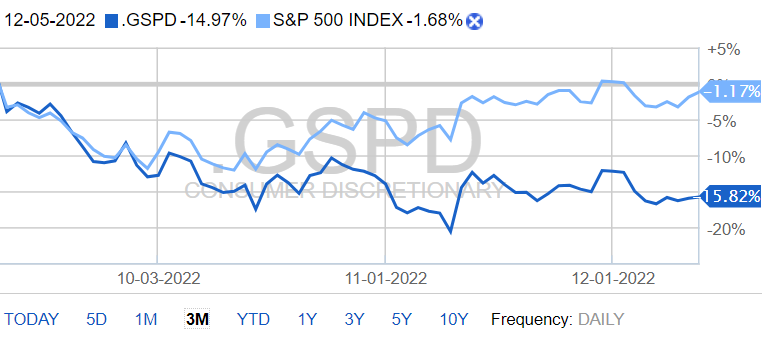 12-05-2022 .GSPD -14.97% S&P 500 INDEX -1.68%
+5%
0%
-1.17%
-5%
.GSPD
-10%
CONSUMER DISCRETIONARY
15.82%
-20%
10-03-2022 11-01-2022 12-01-2022
TODAY 5D 1M 3M YTD 1Y 3Y 5Y 10Y Frequency: DAILY